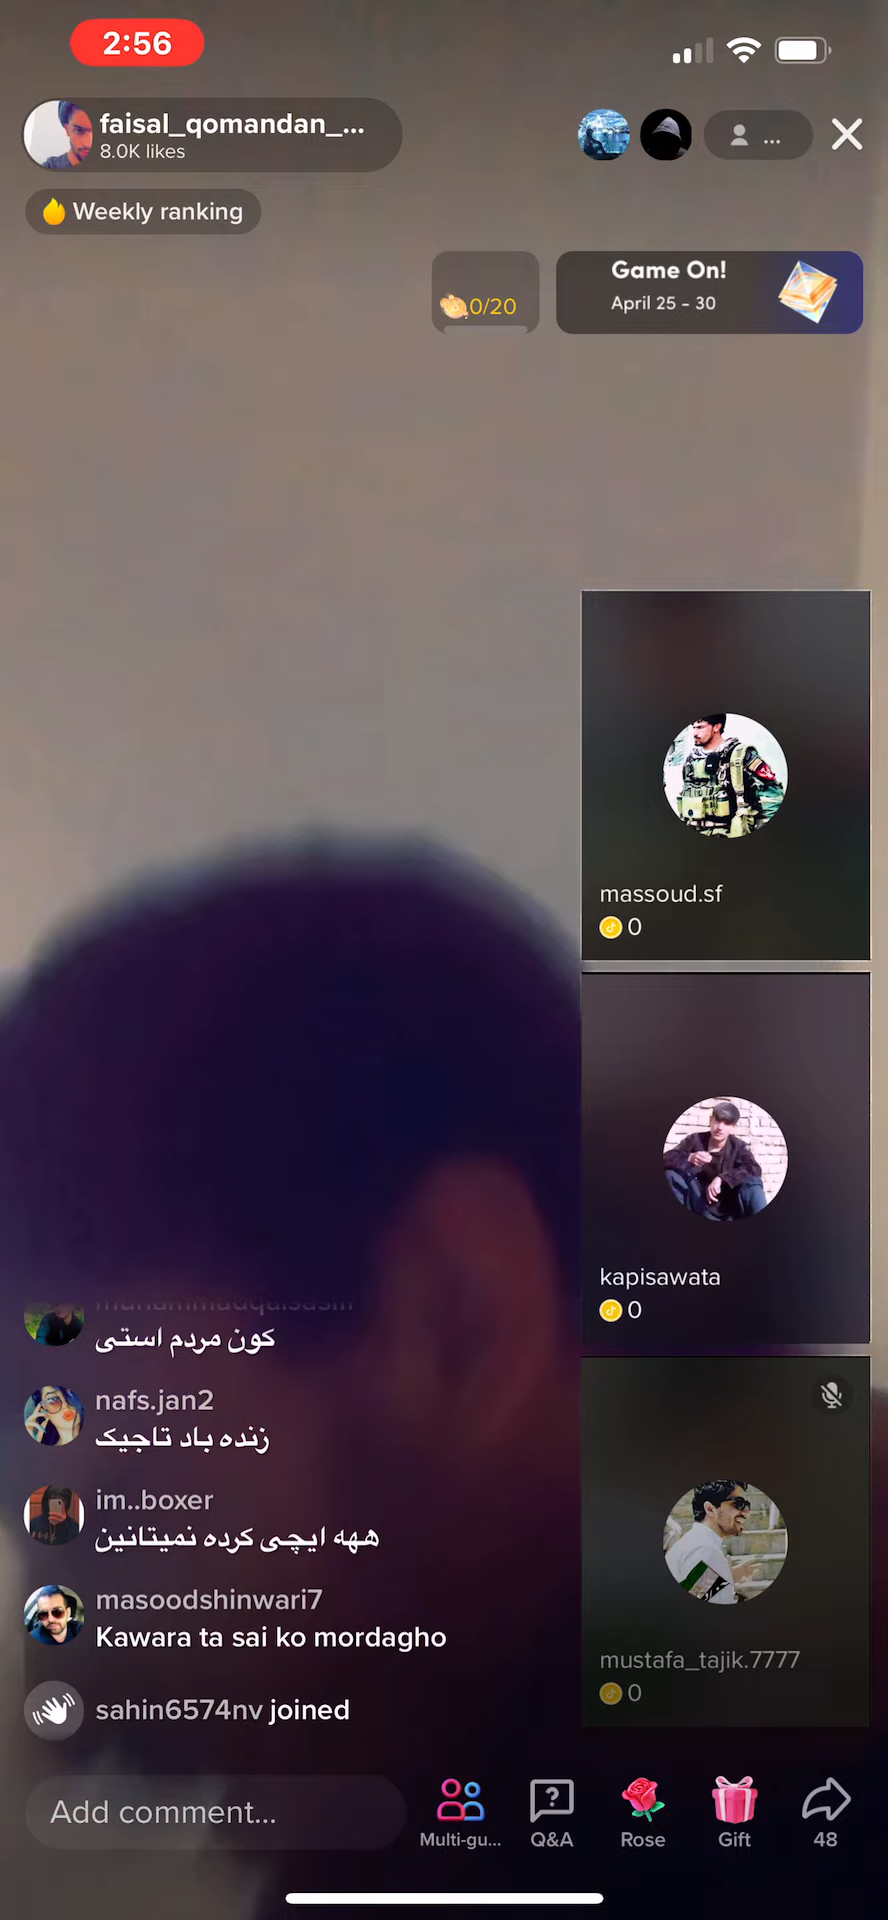 2:56
faisal_qomandan_...
8.0K likes
...
Weekly ranking
0/20
Game On!
April 25 - 30
massoud.sf
0
kapisawata
0
کون مردم استی
nafs.jan2
زنده باد تاجیک
im..boxer
ههه ایچی کرده نمیتانین
masoodshinwari7
Kawara ta sai ko mordagho
mustafa_tajik.7777
0
sahin6574nv joined
Add comment...
Multi-gu...
Q&A
Rose
Gift
48